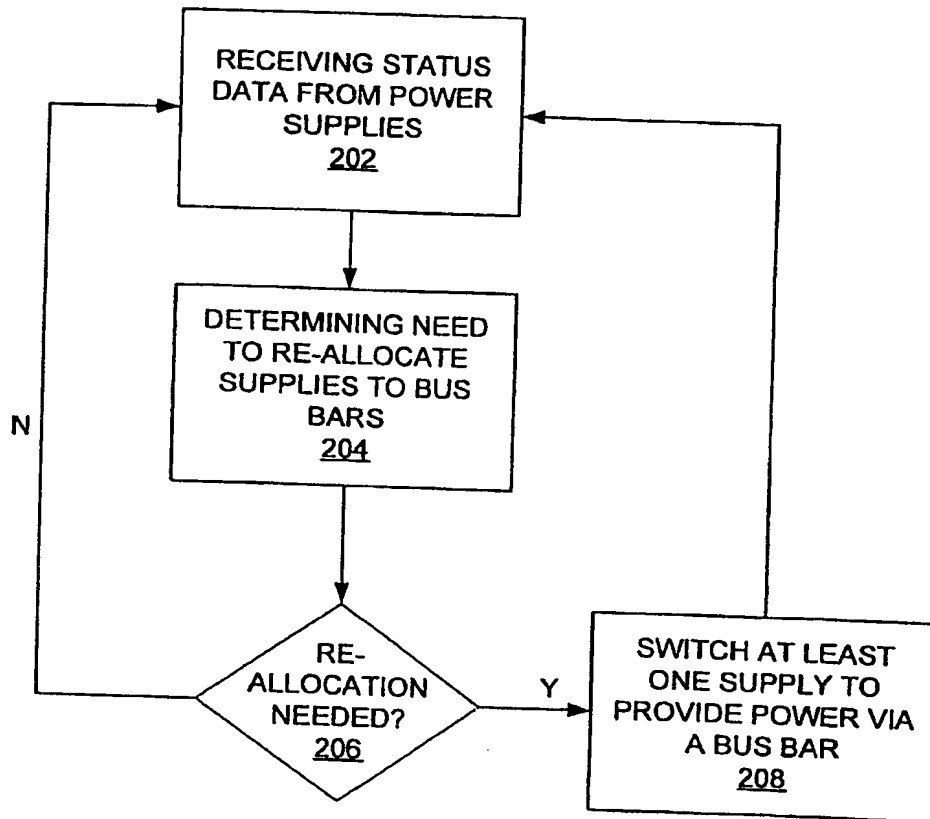 RECEIVING STATUS
DATA FROM POWER
SUPPLIES
202
DETERMINING NEED
TO RE-ALLOCATE
SUPPLIES TO BUS
BARS
204
N
RE-
ALLOCATION
NEEDED?
206
Y
SWITCH AT LEAST
ONE SUPPLY TO
PROVIDE POWER VIA
A BUS BAR
208